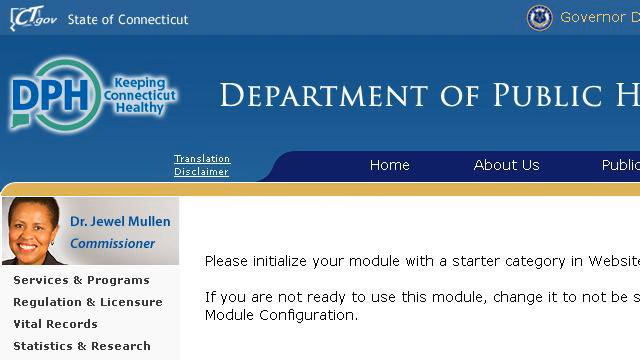 CT.gov State of Connecticut
Governor D
DPH
Keeping
Connecticut
Healthy
DEPARTMENT OF PUBLIC H
Translation
Disclaimer
Home About Us Public
Dr. Jewel Mullen
Commissioner
Services & Programs
Regulation & Licensure
Vital Records
Statistics & Research
Please initialize your module with a starter category in Website
If you are not ready to use this module, change it to not be s
Module Configuration.